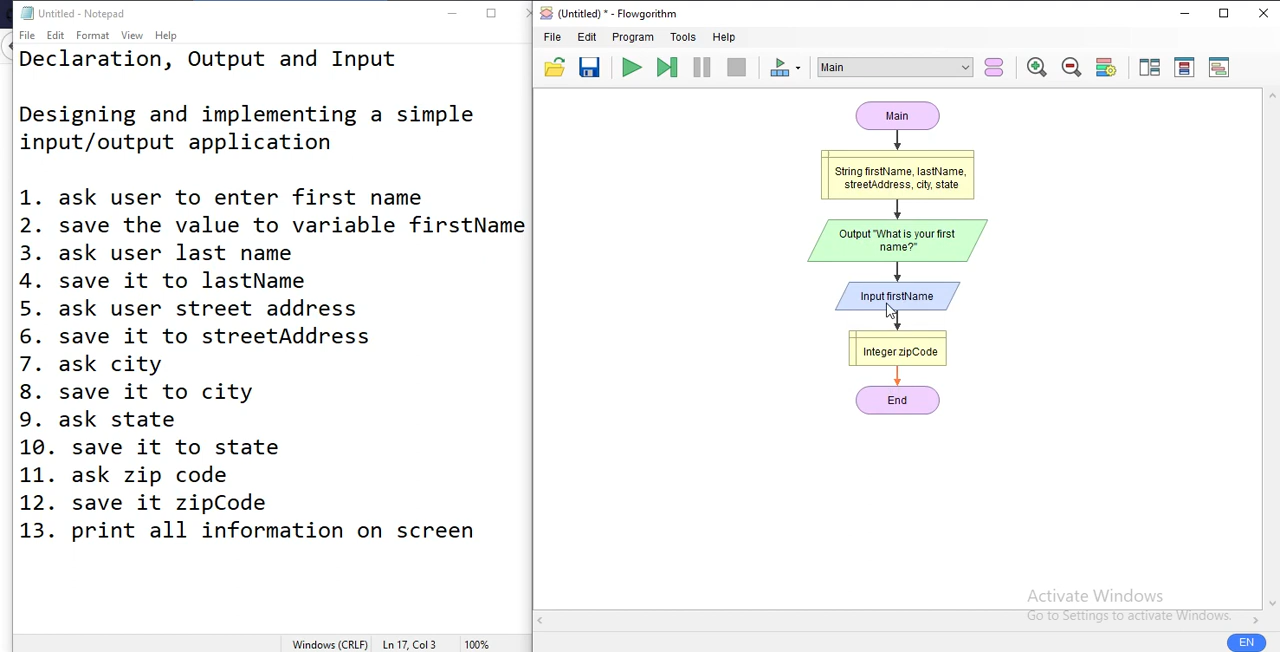 Untitled - Notepad
File Edit Format View Help
Declaration, Output and Input
Designing and implementing a simple
input/output application
1. ask user to enter first name
2. save the value to variable firstName
3. ask user last name
4. save it to lastName
5. ask user street address
6. save it to streetAddress
7. ask city
8. save it to city
9. ask state
10. save it to state
11. ask zip code
12. save it zipCode
13. print all information on screen
Windows (CRLF) Ln 17, Col 3 100%
(Untitled) * - Flowgorithm
File Edit Program Tools Help
Main
Main
String firstName, lastName,
streetAddress, city, state
Output "What is your first
name?"
Input firstName
Integer zipCode
End
Activate Windows
Go to Settings to activate Windows.
EN